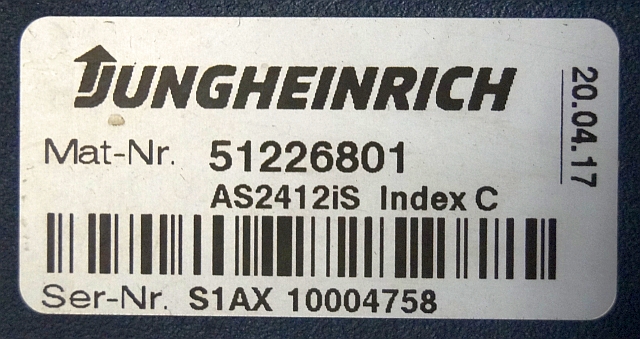 JUNGHEINRICH
Mat-Nr. 51226801
AS2412iS Index C
Ser-Nr. S1AX 10004758
20.04.17